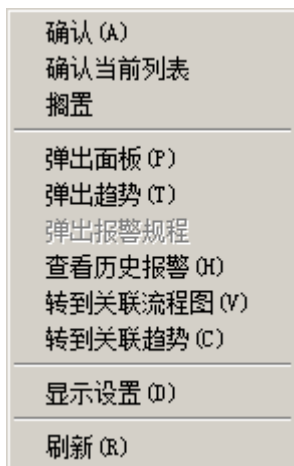 确认(A)
确认当前列表
搁置
弹出面板(P)
弹出趋势(T)
弹出报警规程
查看历史报警(H)
转到关联流程图(V)
转到关联趋势(C)
显示设置(D)
刷新(R)